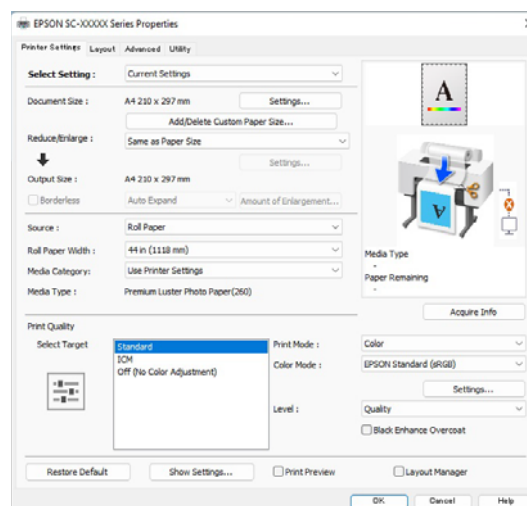 EPSON SC-XXXXX Series Properties
Printer Settings Layout Advanced Utility
Select Setting : Current Settings
Document Size : A4 210 x 297 mm Settings...
Add/Delete Custom Paper Size...
Reduce/Enlarge : Same as Paper Size
Settings...
Output Size : A4 210 x 297 mm
Borderless Auto Expand Amount of Enlargement...
Source : Roll Paper
Roll Paper Width : 44 in (1118 mm)
Media Category: Use Printer Settings
Media Type : Premium Luster Photo Paper(260)
A
A
Media Type
-
Paper Remaining
-
Acquire Info
Print Quality
Select Target
Standard
ICM
Off (No Color Adjustment)
Print Mode : Color
Color Mode : EPSON Standard (sRGB)
Settings...
Level : Quality
Black Enhance Overcoat
Restore Default Show Settings... Print Preview Layout Manager
OK Cancel Help